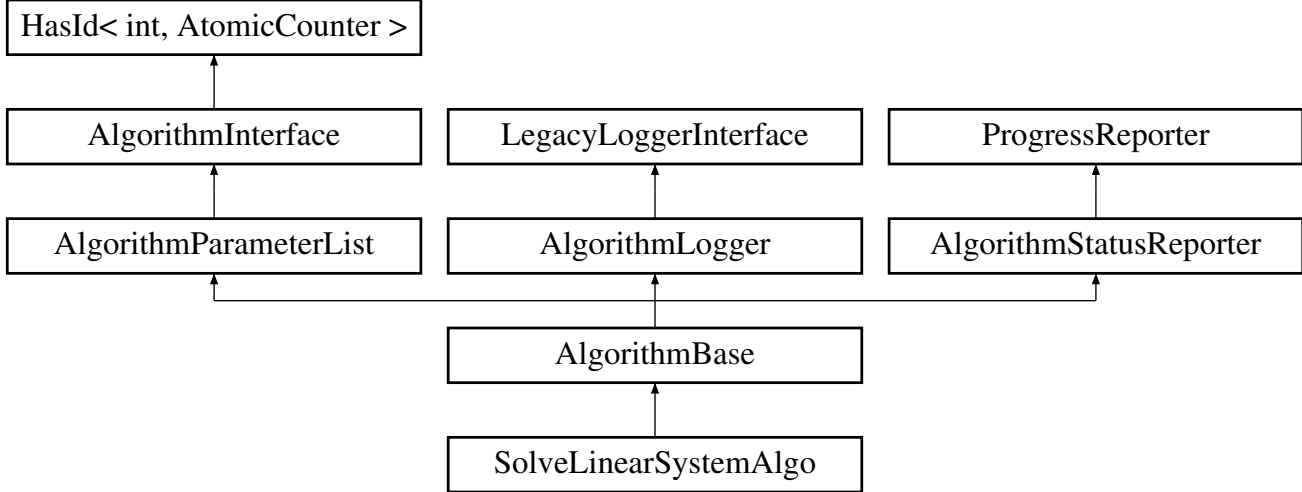 HasId< int, AtomicCounter >
AlgorithmInterface
LegacyLoggerInterface
ProgressReporter
AlgorithmParameterList
AlgorithmLogger
AlgorithmStatusReporter
AlgorithmBase
SolveLinearSystemAlgo